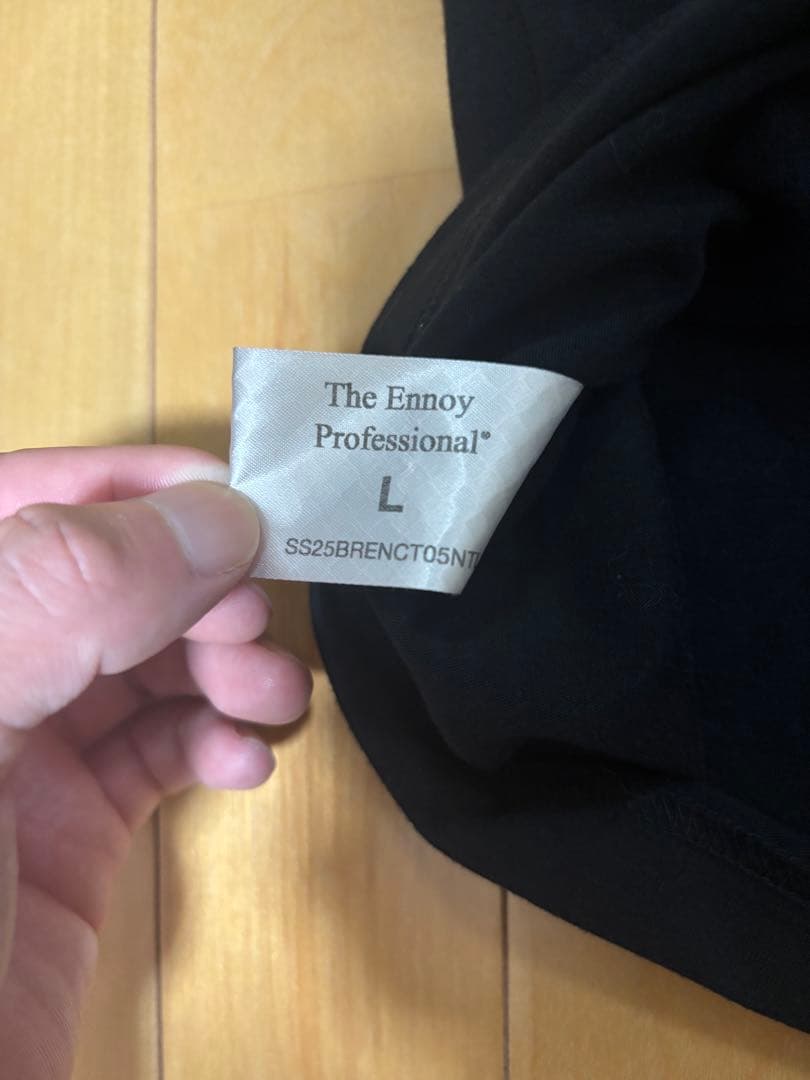 The Ennoy
Professional®
L
SS25BRENCT05NT